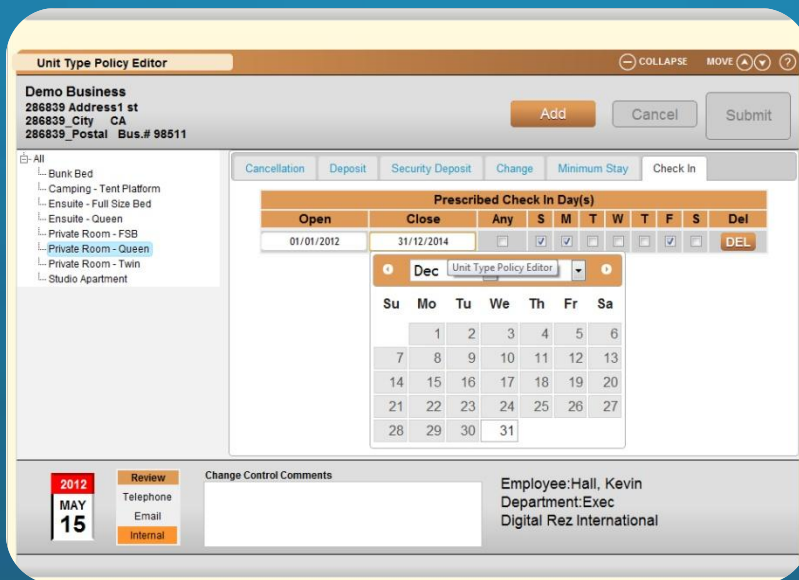 Unit Type Policy Editor
COLLAPSE MOVE ?
Demo Business
286839 Address1 st
286839_City CA
286839_Postal Bus.# 98511
Add Cancel Submit
All
Bunk Bed
Camping - Tent Platform
Ensuite - Full Size Bed
Ensuite - Queen
Private Room - FSB
Private Room - Queen
Private Room - Twin
Studio Apartment
Cancellation Deposit Security Deposit Change Minimum Stay Check In
Prescribed Check In Day(s)
Open Close Any S M T W T F S Del
01/01/2012 31/12/2014 DEL
Dec Unit Type Policy Editor
Su Mo Tu We Th Fr Sa
1 2 3 4 5 6
7 8 9 10 11 12 13
14 15 16 17 18 19 20
21 22 23 24 25 26 27
28 29 30 31
2012
MAY
15
Review
Telephone
Email
Internal
Change Control Comments
Employee:Hall, Kevin
Department:Exec
Digital Rez International